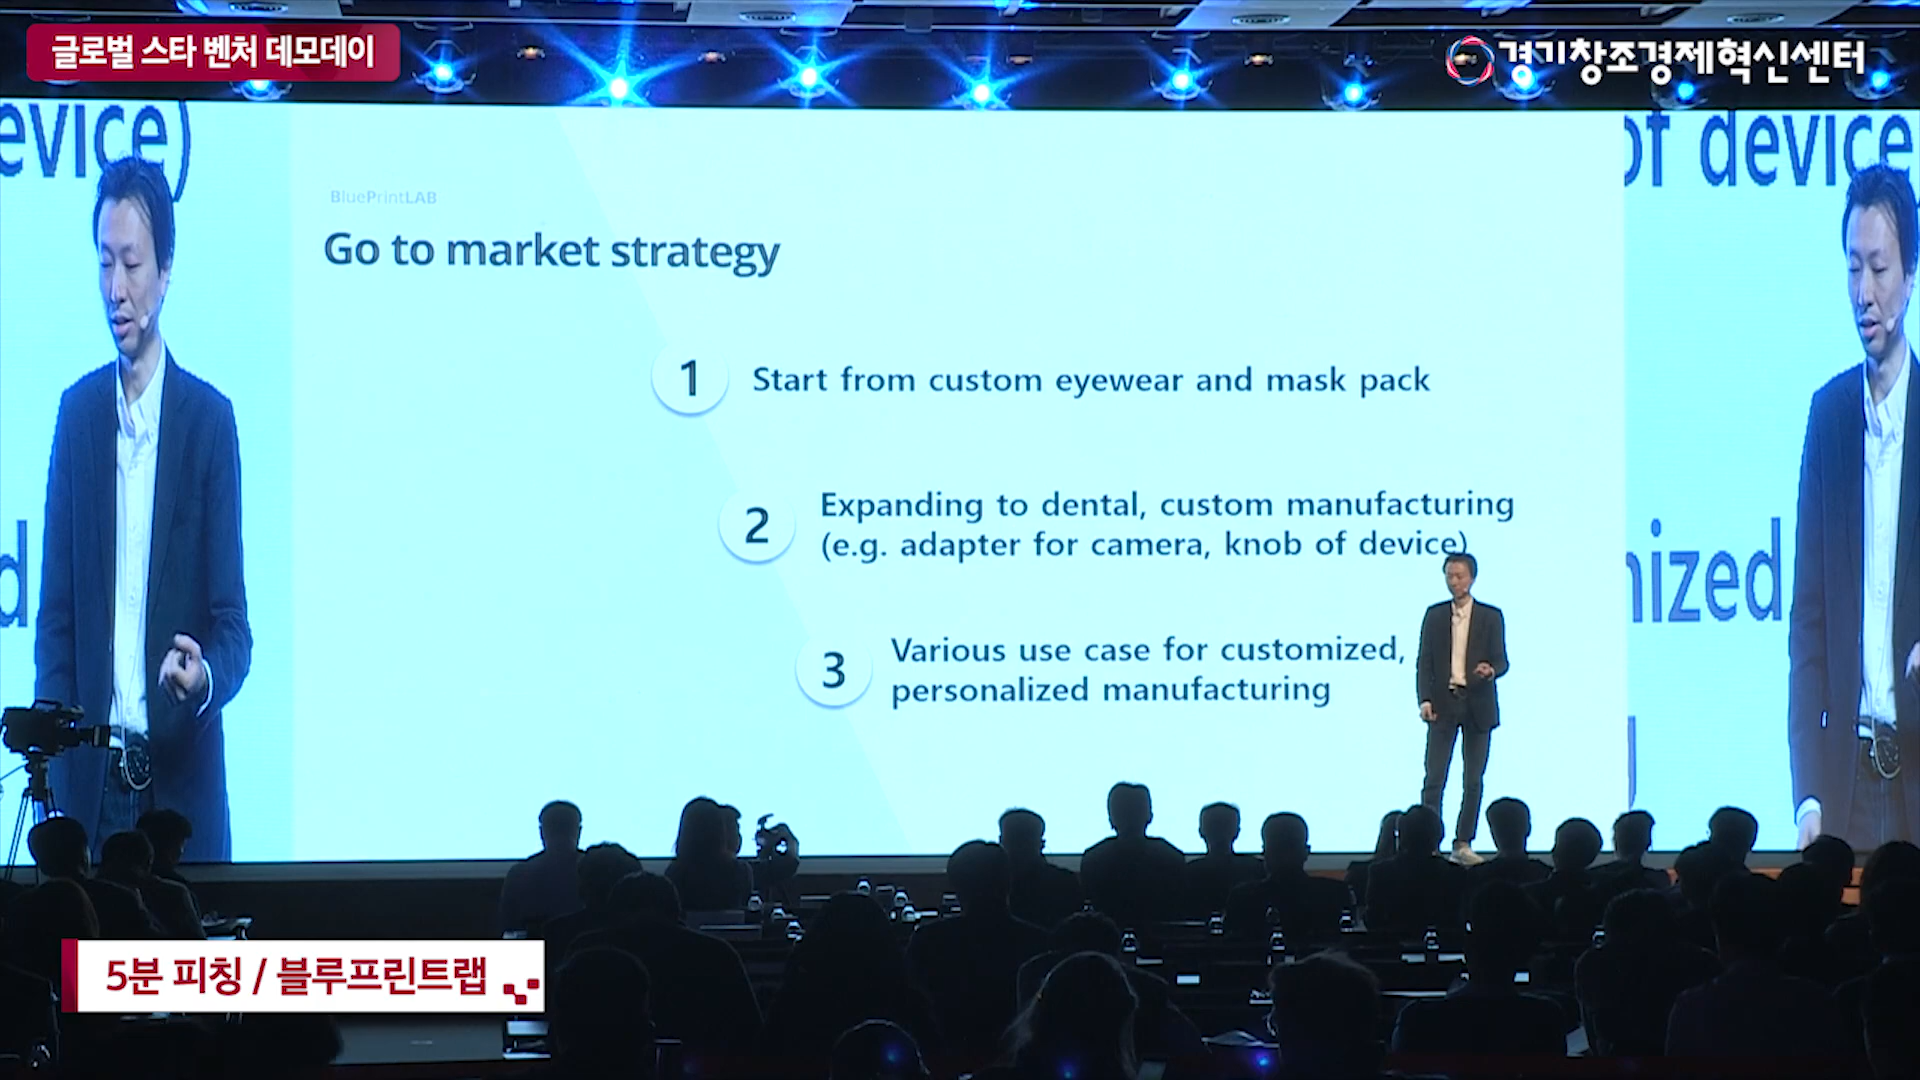 글로벌 스타 벤처 데모데이
경기창조경제혁신센터
evice)
of device
BluePrintLAB
Go to market strategy
1 Start from custom eyewear and mask pack
2 Expanding to dental, custom manufacturing
(e.g. adapter for camera, knob of device)
d
nized
3 Various use case for customized,
personalized manufacturing
5분 피칭 / 블루프린트랩